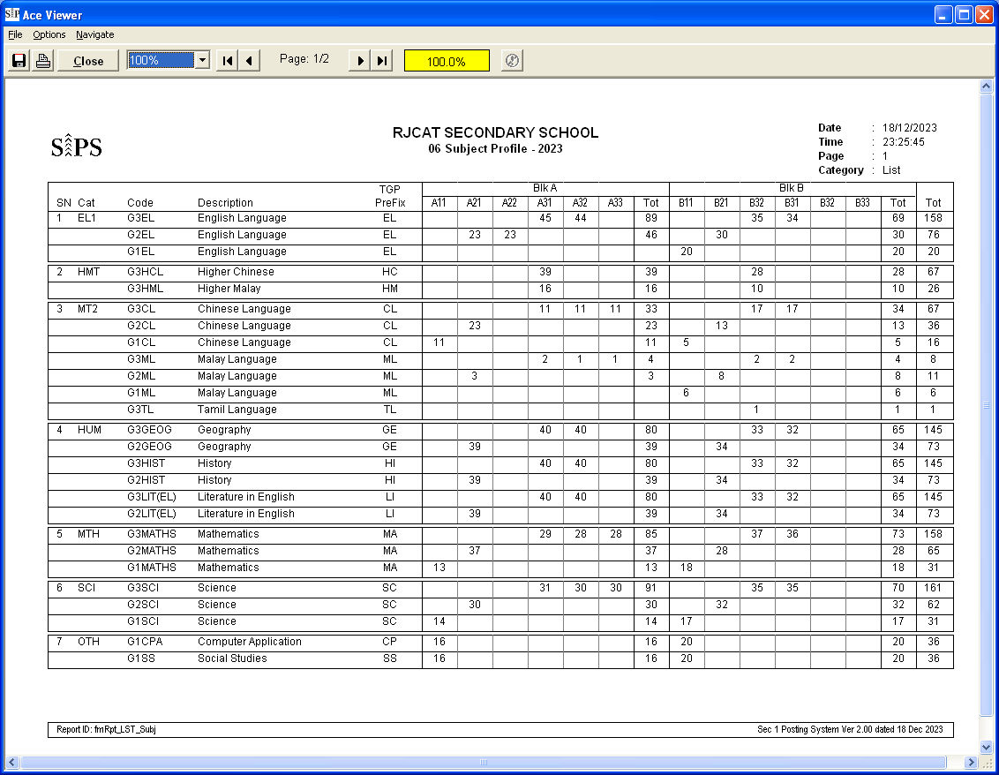 SIPS Ace Viewer
File Options Navigate
Close 100% Page: 1/2 100.0%
SIPS
RJCAT SECONDARY SCHOOL
06 Subject Profile - 2023
Date : 18/12/2023
Time : 23:25:45
Page : 1
Category : List
TGP Blk A Blk B
SN Cat Code Description PreFix A11 A21 A22 A31 A32 A33 Tot B11 B21 B32 B31 B32 B33 Tot Tot
1 EL1 G3EL English Language EL 45 44 89 35 34 69 158
G2EL English Language EL 23 23 46 30 30 76
G1EL English Language EL 20 20 20
2 HMT G3HCL Higher Chinese HC 39 39 28 28 67
G3HML Higher Malay HM 16 16 10 10 26
3 MT2 G3CL Chinese Language CL 11 11 11 33 17 17 34 67
G2CL Chinese Language CL 23 23 13 13 36
G1CL Chinese Language CL 11 11 5 5 16
G3ML Malay Language ML 2 1 1 4 2 2 4 8
G2ML Malay Language ML 3 3 8 8 11
G1ML Malay Language ML 6 6 6
G3TL Tamil Language TL 1 1 1
4 HUM G3GEOG Geography GE 40 40 80 33 32 65 145
G2GEOG Geography GE 39 39 34 34 73
G3HIST History HI 40 40 80 33 32 65 145
G2HIST History HI 39 39 34 34 73
G3LIT(EL) Literature in English LI 40 40 80 33 32 65 145
G2LIT(EL) Literature in English LI 39 39 34 34 73
5 MTH G3MATHS Mathematics MA 29 28 28 85 37 36 73 158
G2MATHS Mathematics MA 37 37 28 28 65
G1MATHS Mathematics MA 13 13 18 18 31
6 SCI G3SCI Science SC 31 30 30 91 35 35 70 161
G2SCI Science SC 30 30 32 32 62
G1SCI Science SC 14 14 17 17 31
7 OTH G1CPA Computer Application CP 16 16 20 20 36
G1SS Social Studies SS 16 16 20 20 36
Report ID: fmRpt_LST_Subj Sec 1 Posting System Ver 2.00 dated 18 Dec 2023